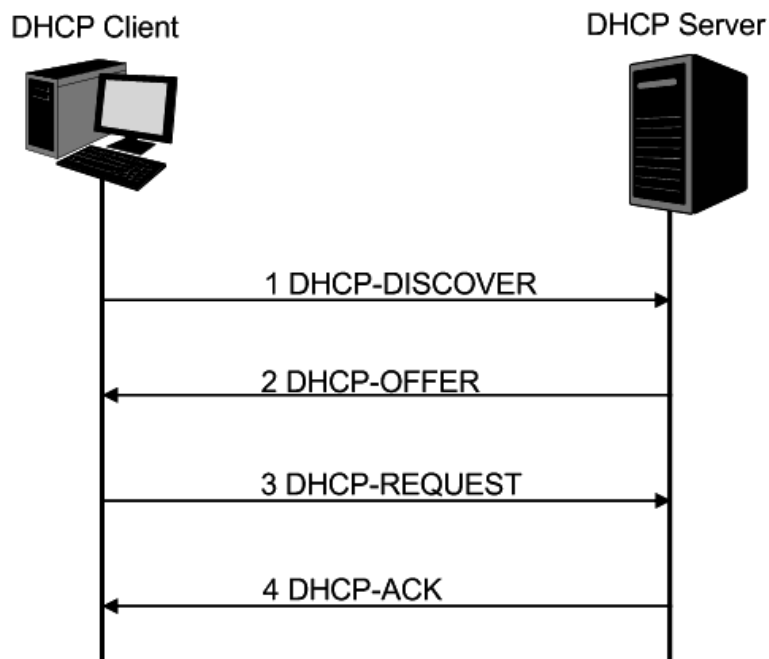 DHCP Client
DHCP Server
1 DHCP-DISCOVER
2 DHCP-OFFER
3 DHCP-REQUEST
4 DHCP-ACK